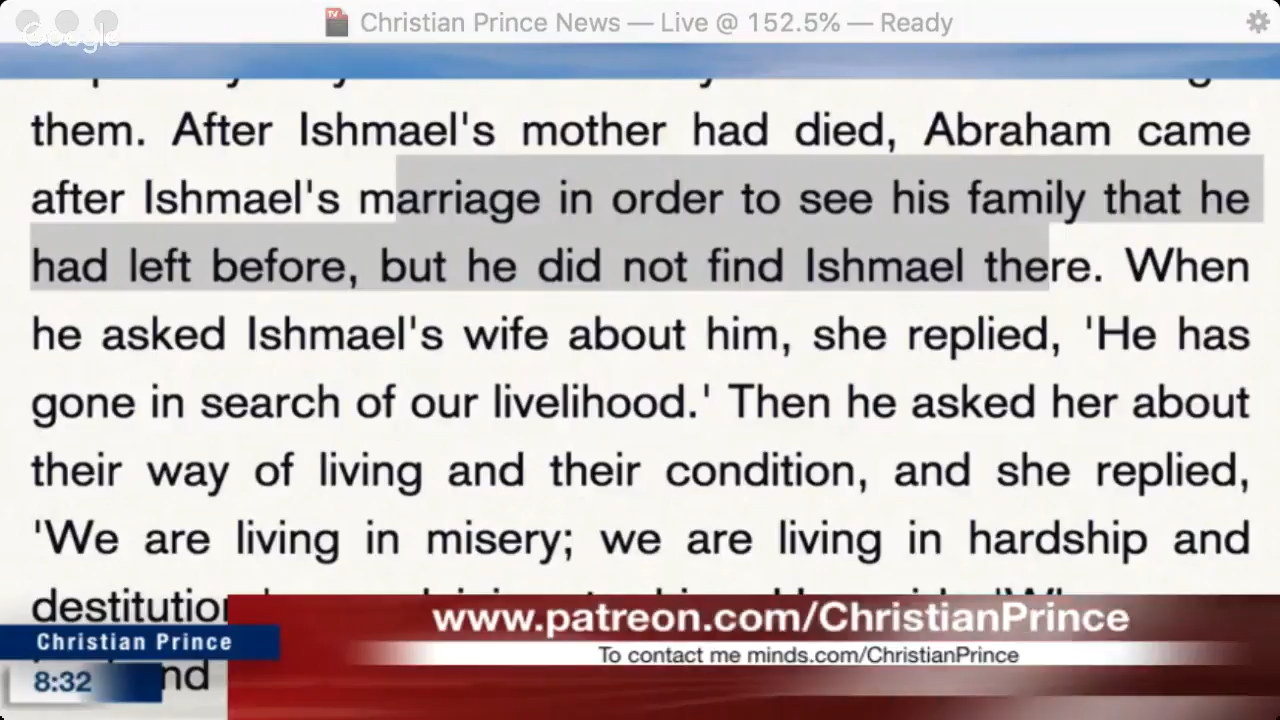 Christian Prince News — Live @ 152.5% — Ready
Google
them. After Ishmael's mother had died, Abraham came
after Ishmael's marriage in order to see his family that he
had left before, but he did not find Ishmael there. When
he asked Ishmael's wife about him, she replied, 'He has
gone in search of our livelihood.' Then he asked her about
their way of living and their condition, and she replied,
'We are living in misery; we are living in hardship and
www.patreon.com/ChristianPrince
Christian Prince
To contact me minds.com/ChristianPrince
8:32